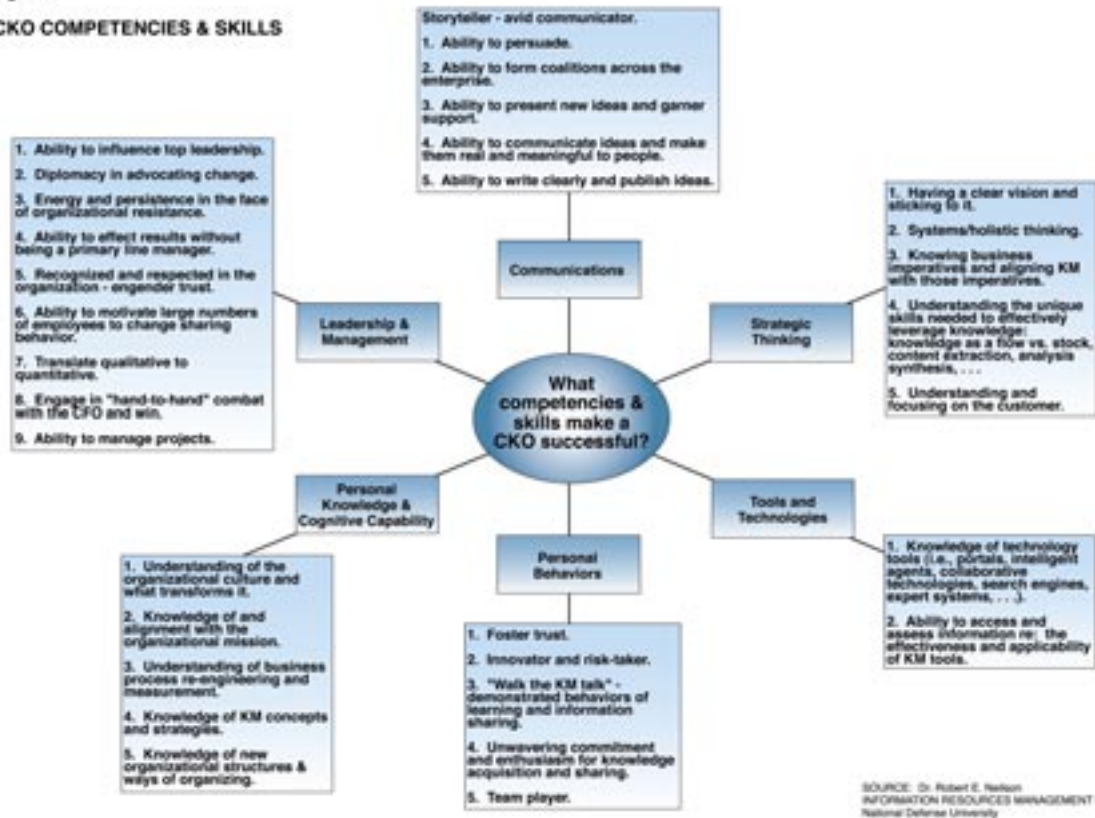 CKO COMPETENCIES & SKILLS
Storyteller - avid communicator.
1. Ability to persuade.
2. Ability to form coalitions across the
enterprise.
3. Ability to present new ideas and garner
support.
4. Ability to communicate ideas and make
them real and meaningful to people.
5. Ability to write clearly and publish ideas.
Communications
1. Ability to influence top leadership.
2. Diplomacy in advocating change.
3. Energy and persistence in the face
of organizational resistance.
4. Ability to effect results without
being a primary line manager.
5. Recognized and respected in the
organization - engender trust.
6. Ability to motivate large numbers
of employees to change sharing
behavior.
7. Translate qualitative to
quantitative.
8. Engage in "hand-to-hand" combat
with the CFO and win.
9. Ability to manage projects.
Leadership &
Management
1. Having a clear vision and
sticking to it.
2. Systems/holistic thinking.
3. Knowing business
imperatives and aligning KM
with those imperatives.
4. Understanding the unique
skills needed to effectively
leverage knowledge:
knowledge as a flow vs. stock,
content extraction, analysis
synthesis, . . .
5. Understanding and
focusing on the customer.
Strategic
Thinking
What
competencies &
skills make a
CKO successful?
Personal
Knowledge &
Cognitive Capability
1. Understanding of the
organizational culture and
what transforms it.
2. Knowledge of and
alignment with the
organizational mission.
3. Understanding of business
process re-engineering and
measurement.
4. Knowledge of KM concepts
and strategies.
5. Knowledge of new
organizational structures &
ways of organizing.
Personal
Behaviors
1. Foster trust.
2. Innovator and risk-taker.
3. "Walk the KM talk" -
demonstrated behaviors of
learning and information
sharing.
4. Unwavering commitment
and enthusiasm for knowledge
acquisition and sharing.
5. Team player.
Tools and
Technologies
1. Knowledge of technology
tools (i.e., portals, intelligent
agents, collaborative
technologies, search engines,
expert systems, . . .).
2. Ability to access and
assess information re: the
effectiveness and applicability
of KM tools.
SOURCE: Dr. Robert E. Neilson
INFORMATION RESOURCES MANAGEMENT
National Defense University